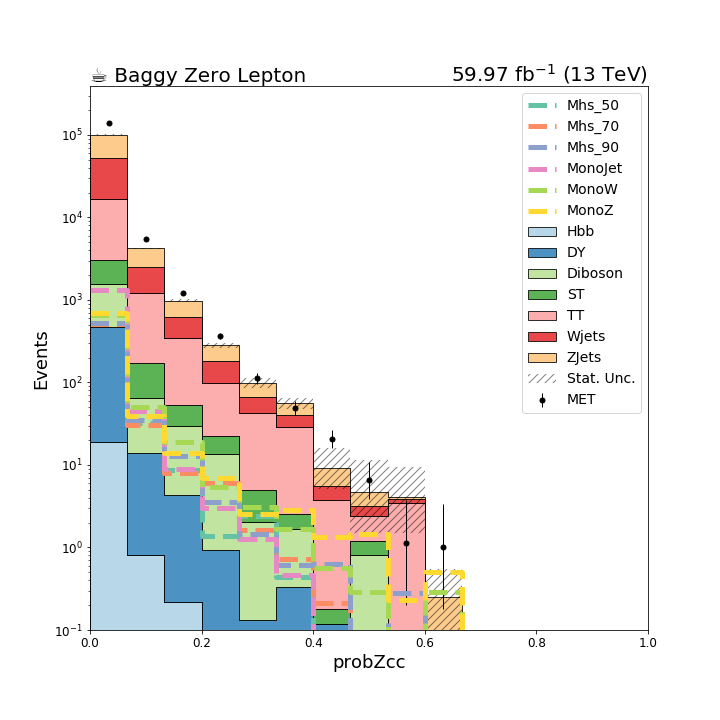 ☕ Baggy Zero Lepton
59.97 fb⁻¹ (13 TeV)
Events
10⁵
10⁴
10³
10²
10¹
10⁰
10⁻¹
Mhs_50
Mhs_70
Mhs_90
MonoJet
MonoW
MonoZ
Hbb
DY
Diboson
ST
TT
Wjets
ZJets
Stat. Unc.
MET
0.0 0.2 0.4 0.6 0.8 1.0
probZcc